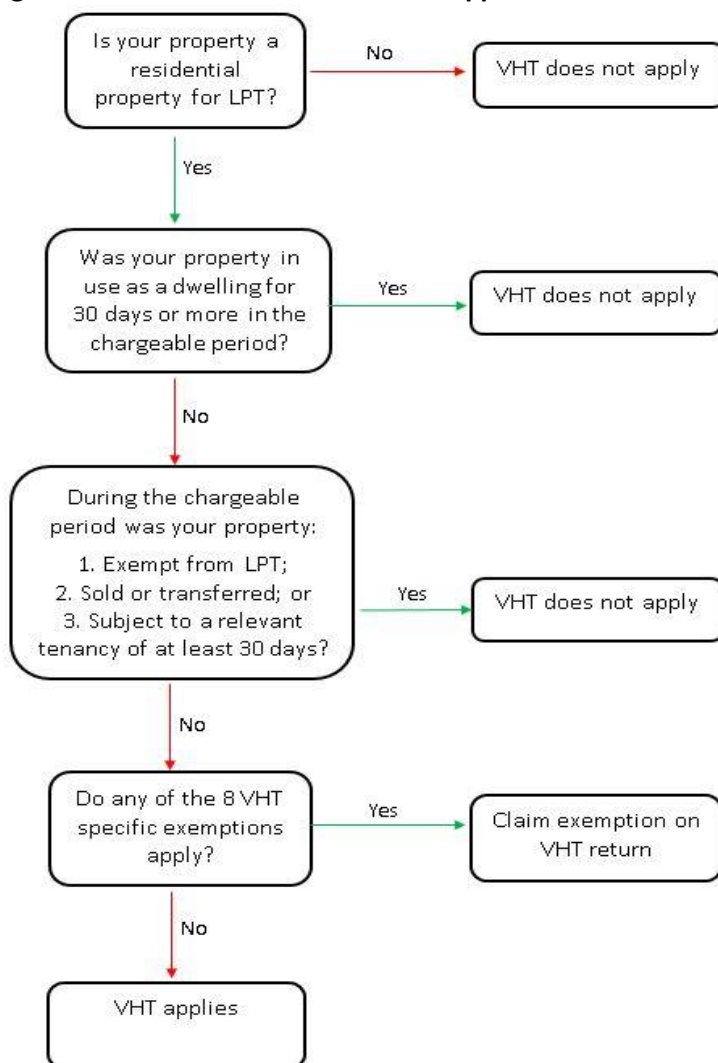 Is your property a
residential
property for LPT?
No
VHT does not apply
Yes
Was your property in
use as a dwelling for
30 days or more in the
chargeable period?
Yes
VHT does not apply
No
During the chargeable
period was your property:
1. Exempt from LPT;
2. Sold or transferred; or
3. Subject to a relevant
tenancy of at least 30 days?
Yes
VHT does not apply
No
Do any of the 8 VHT
specific exemptions
apply?
Yes
Claim exemption on
VHT return
No
VHT applies